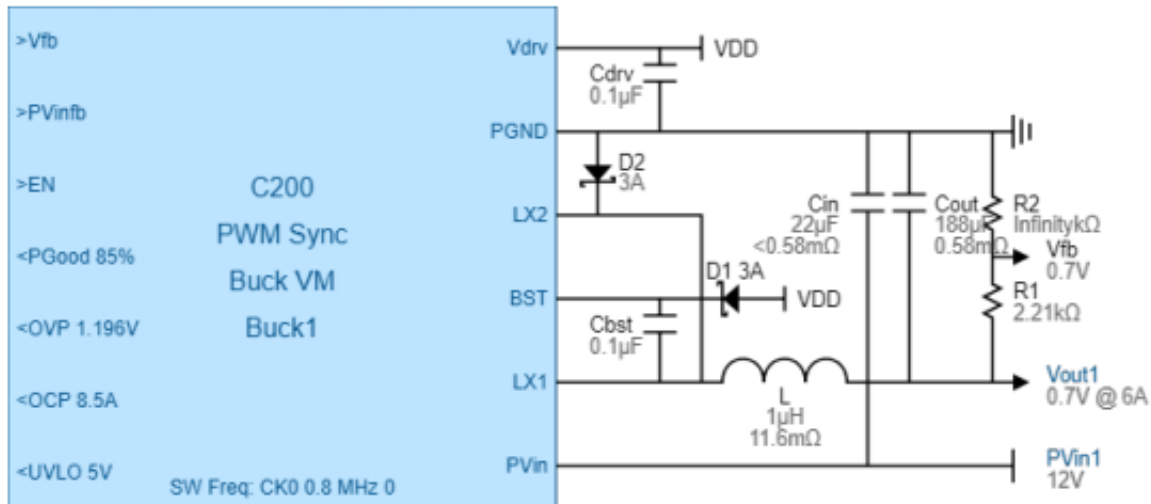 >Vfb
>PVinfb
>EN
<PGood 85%
<OVP 1.196V
<OCP 8.5A
<UVLO 5V
C200
PWM Sync
Buck VM
Buck1
SW Freq: CK0 0.8 MHz 0
Vdrv
PGND
LX2
BST
LX1
PVin
VDD
Cdrv
0.1µF
D2
3A
Cin
22µF
<0.58mΩ
Cout
188µF
0.58mΩ
R2
InfinitykΩ
Vfb
0.7V
D1 3A
VDD
R1
2.21kΩ
Cbst
0.1µF
L
1µH
11.6mΩ
Vout1
0.7V @ 6A
PVin1
12V